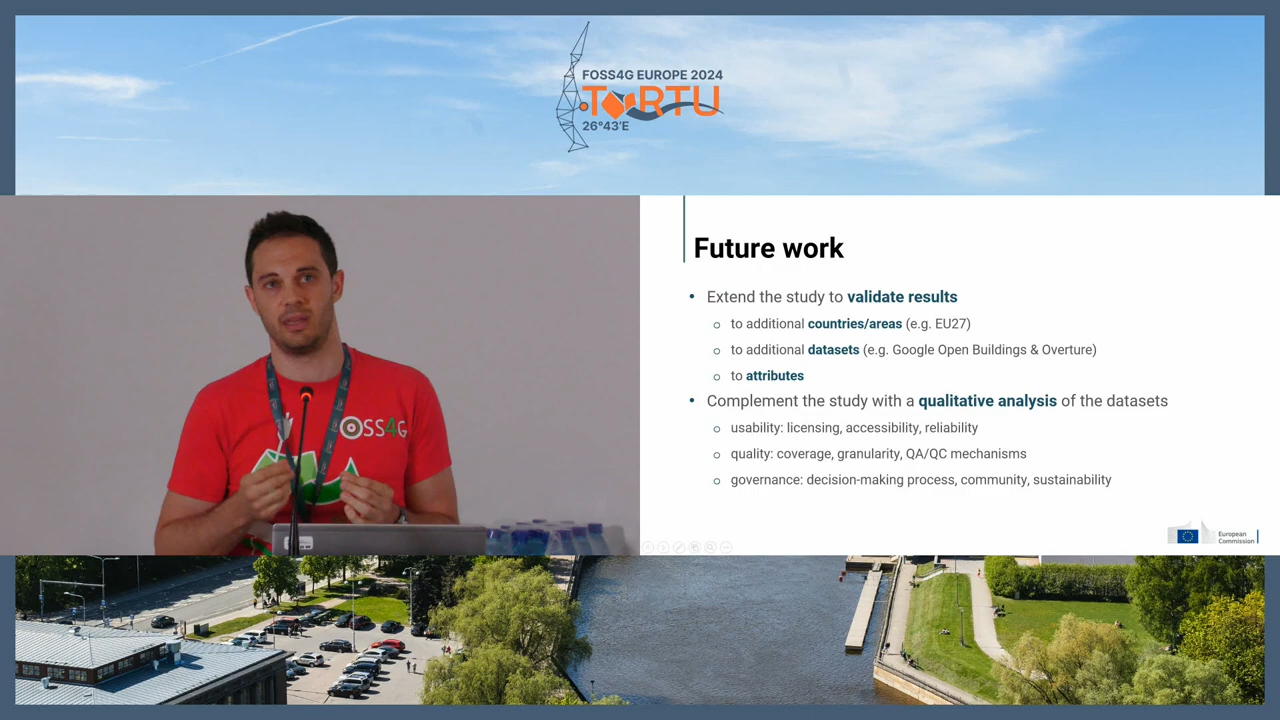 FOSS4G EUROPE 2024
TARTU
26°43'E
OSS4G
Future work
• Extend the study to validate results
○ to additional countries/areas (e.g. EU27)
○ to additional datasets (e.g. Google Open Buildings & Overture)
○ to attributes
• Complement the study with a qualitative analysis of the datasets
○ usability: licensing, accessibility, reliability
○ quality: coverage, granularity, QA/QC mechanisms
○ governance: decision-making process, community, sustainability
European
Commission